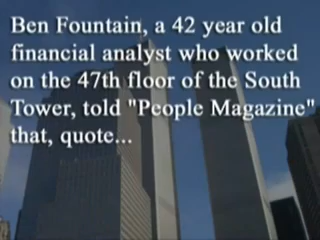 Ben Fountain, a 42 year old
financial analyst who worked
on the 47th floor of the South
Tower, told "People Magazine"
that, quote...